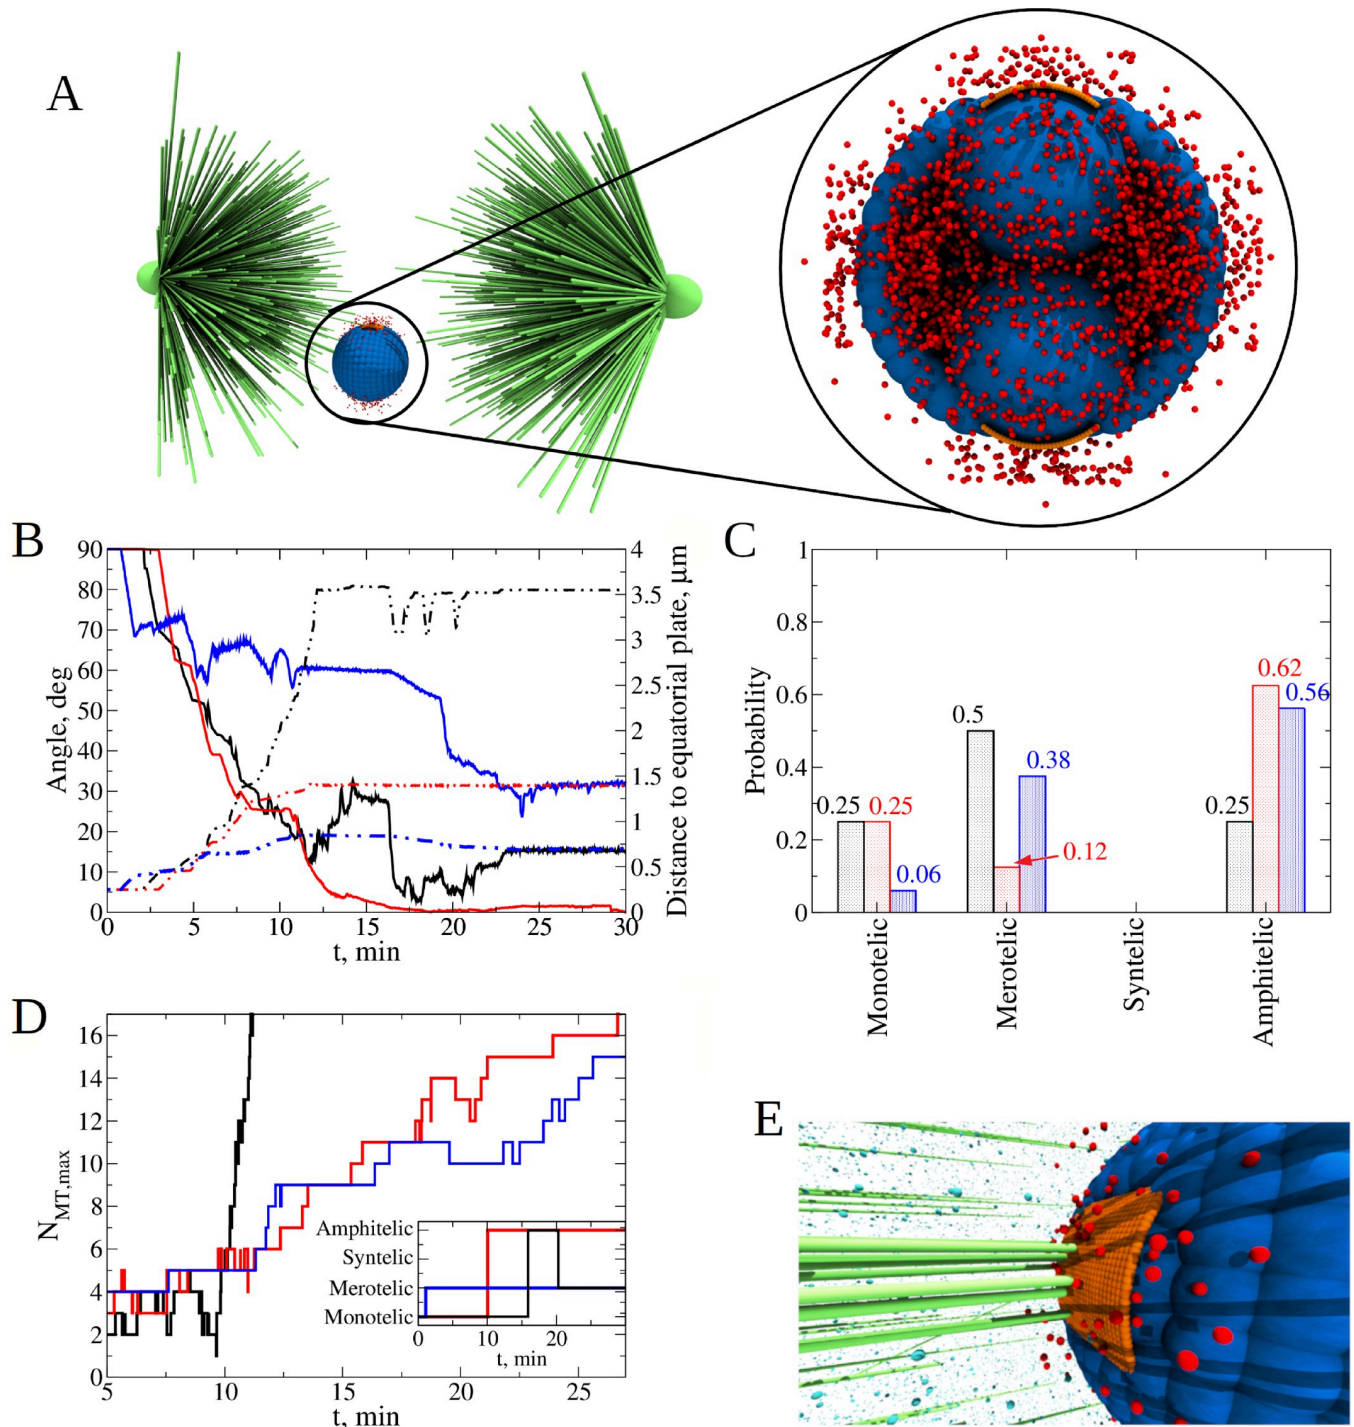 A
B
90
80
70
60
50
40
30
20
10
0
Angle, deg
0
5
10
15
20
25
30
t, min
4
3.5
3
2.5
2
1.5
1
0.5
0
Distance to equatorial plate, μm
C
1
0.8
0.6
0.4
0.2
0
Probability
0.25
0.25
0.06
0.5
0.12
0.38
0.25
0.62
0.56
Monotelic
Merotelic
Syntelic
Amphitelic
D
16
14
12
10
8
6
4
2
0
N_MT,max
5
10
15
20
25
t, min
Amphitelic
Syntelic
Merotelic
Monotelic
0
10
20
t, min
E